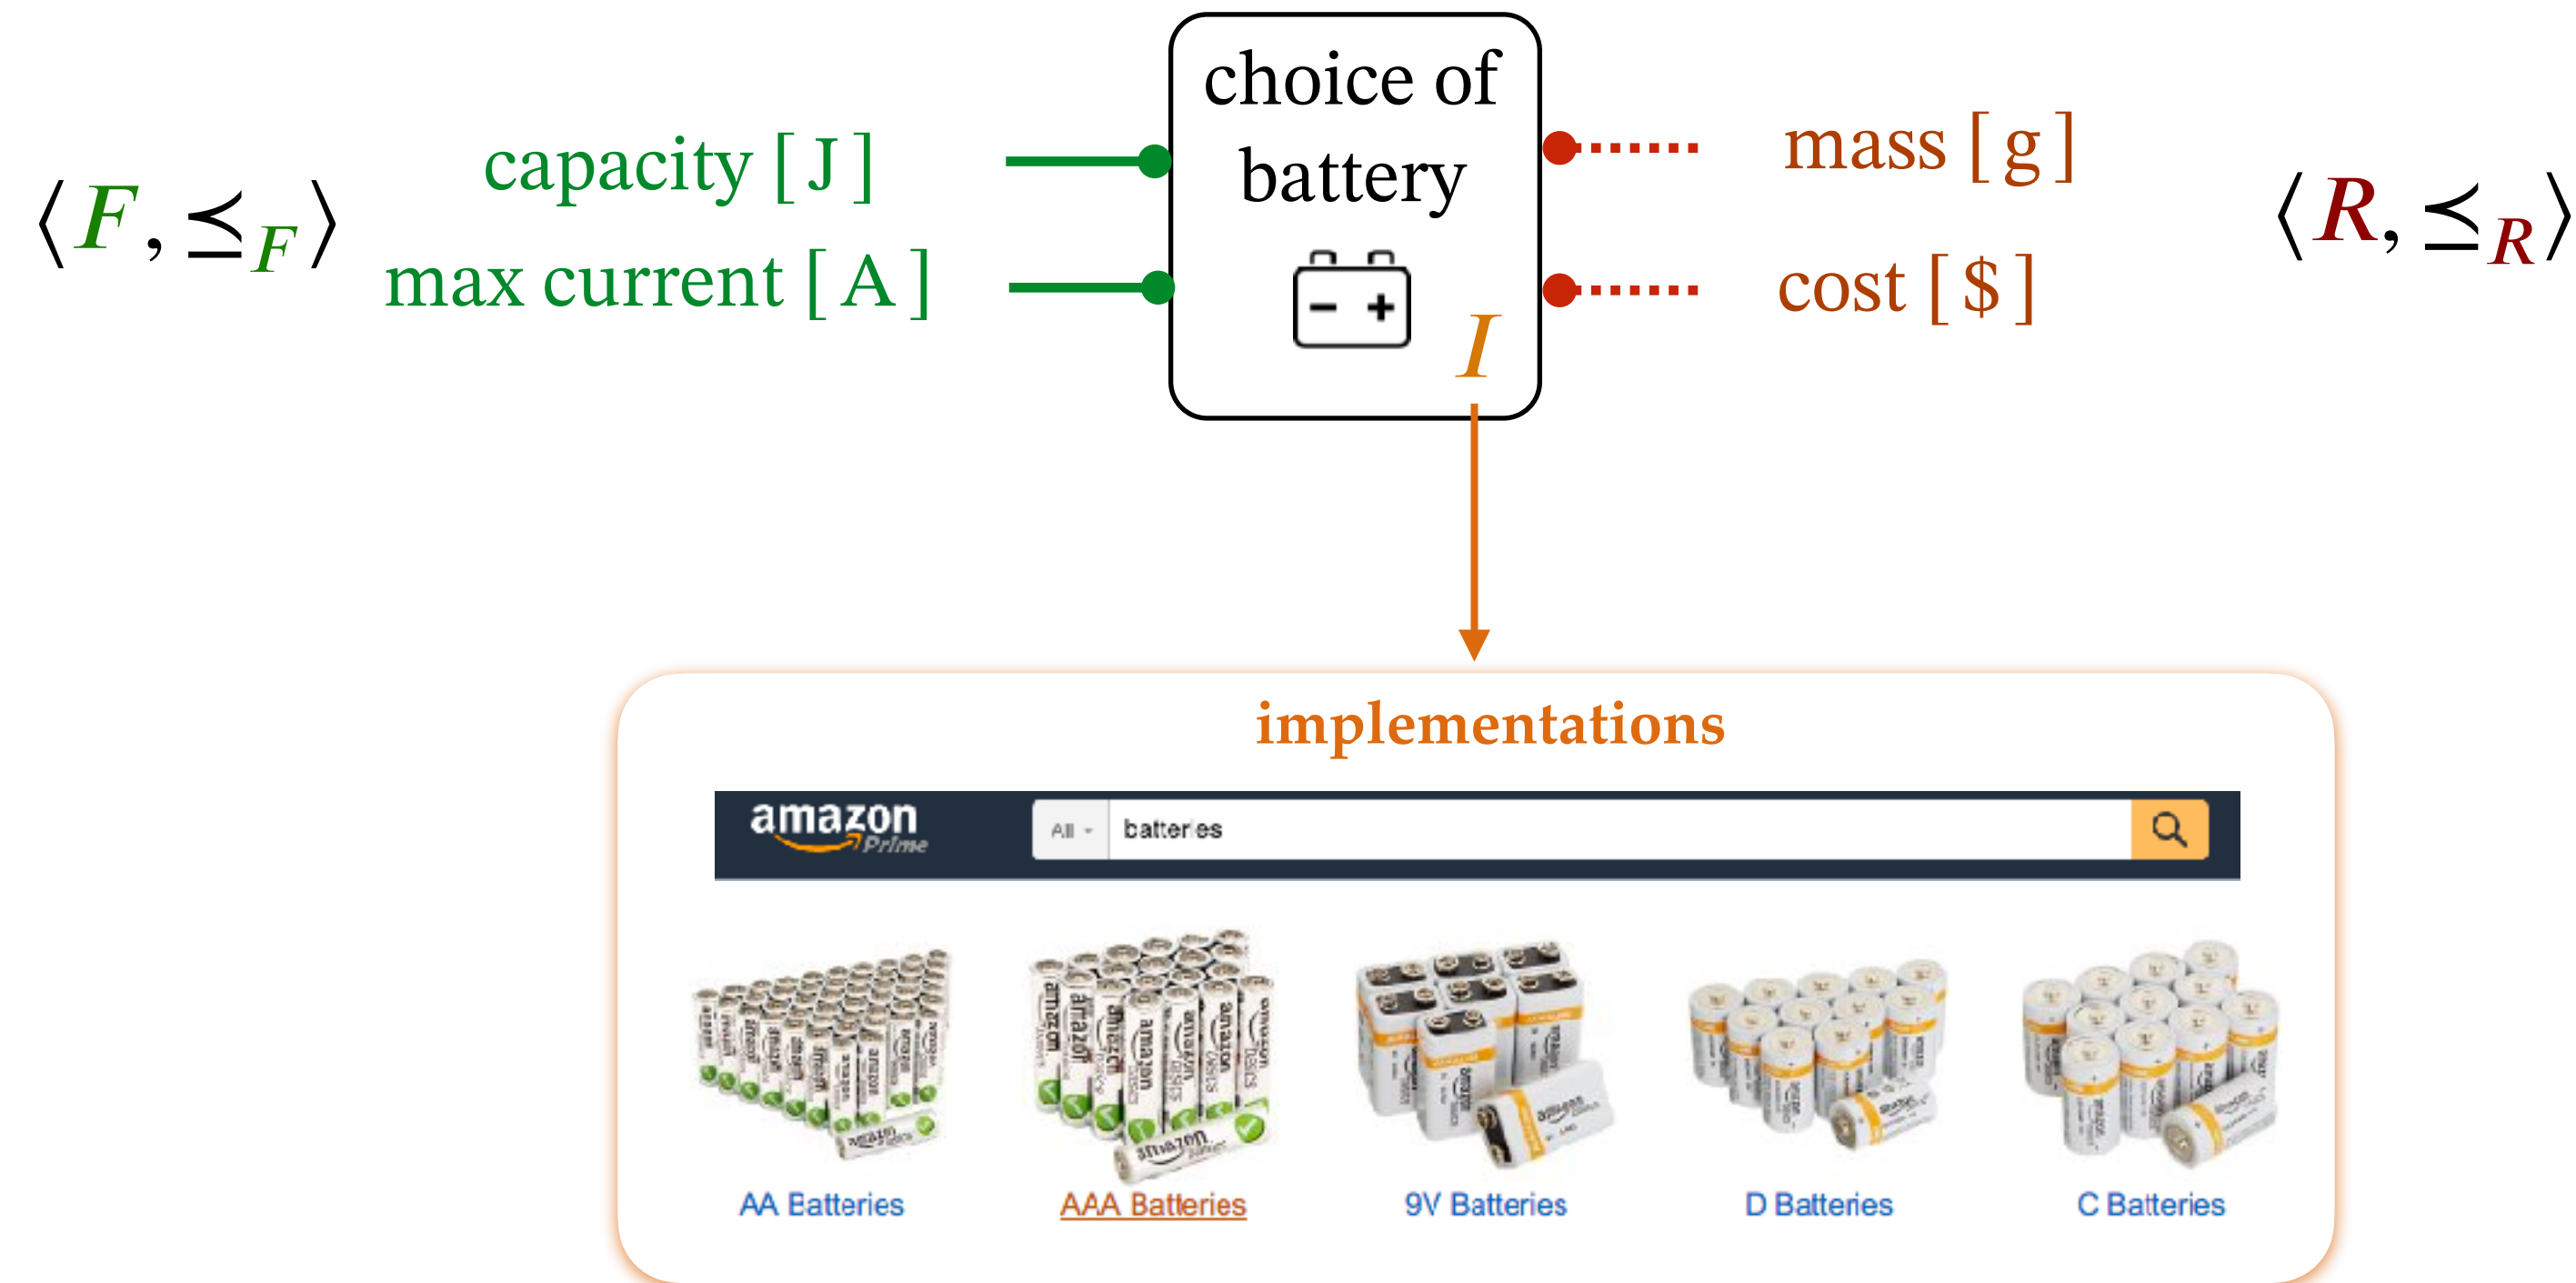 choice of
battery
− +
I
⟨F, ⪯F⟩
capacity [ J ]
max current [ A ]
mass [ g ]
cost [ $ ]
⟨R, ⪯R⟩
implementations
amazon
Prime
All
batteries
AA Batteries
AAA Batteries
9V Batteries
D Batteries
C Batteries